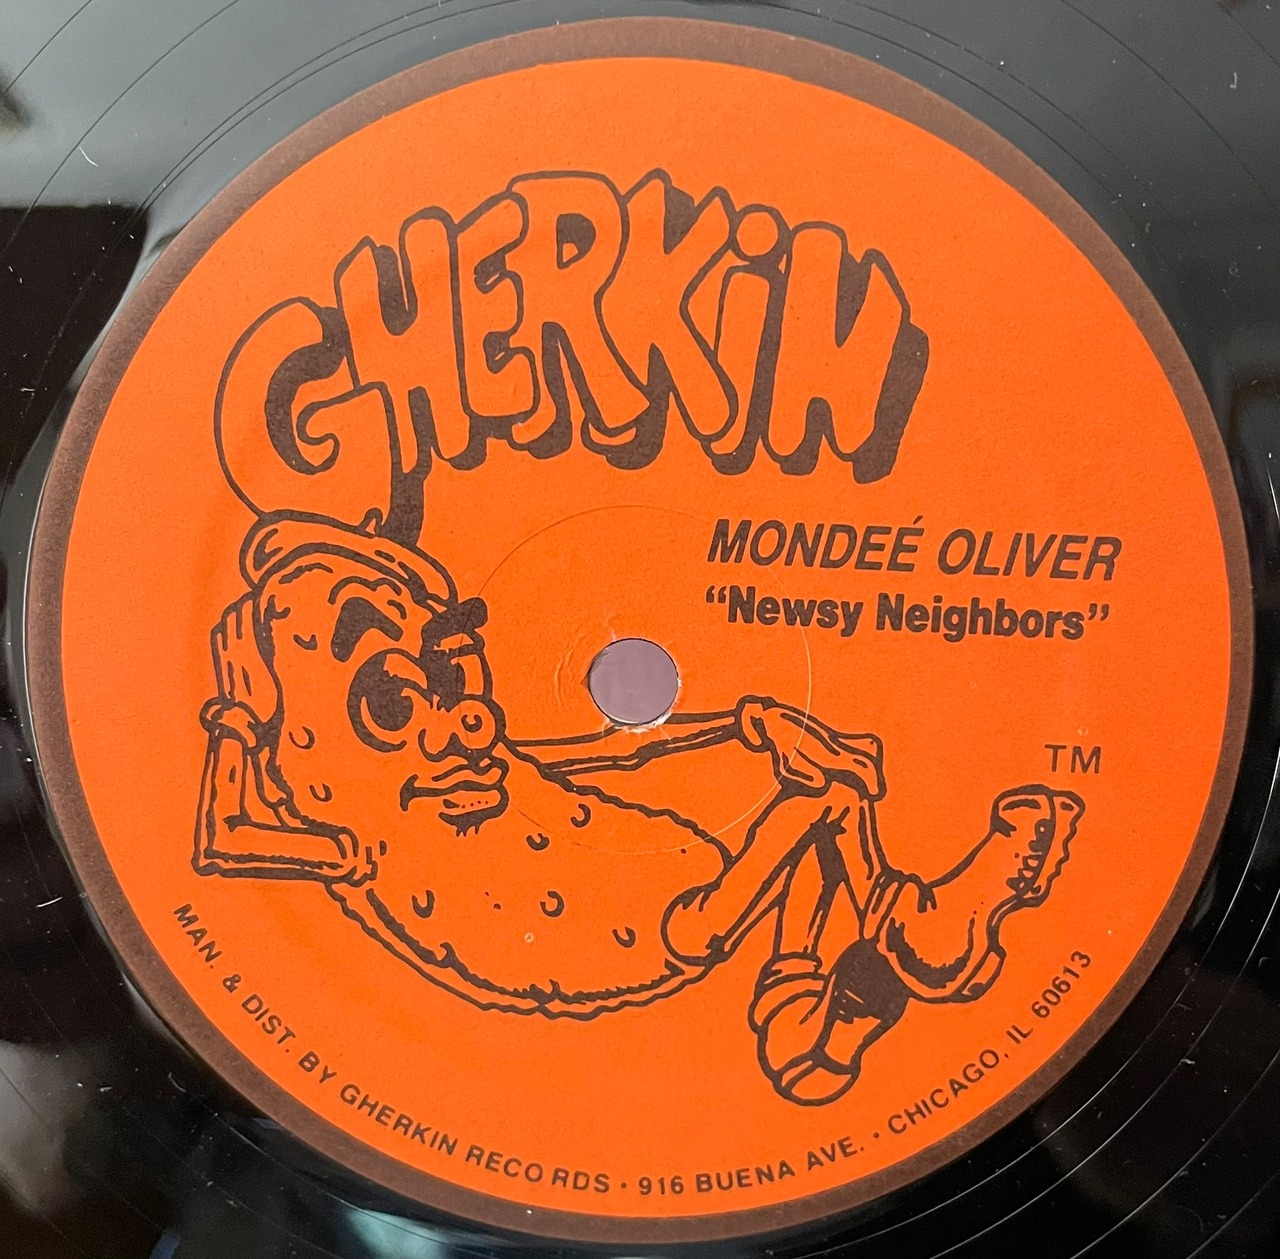 GHERKiN
MONDEÉ OLIVER
“Newsy Neighbors”
TM
MAN. & DIST. BY GHERKIN RECORDS • 916 BUENA AVE. • CHICAGO, IL 60613